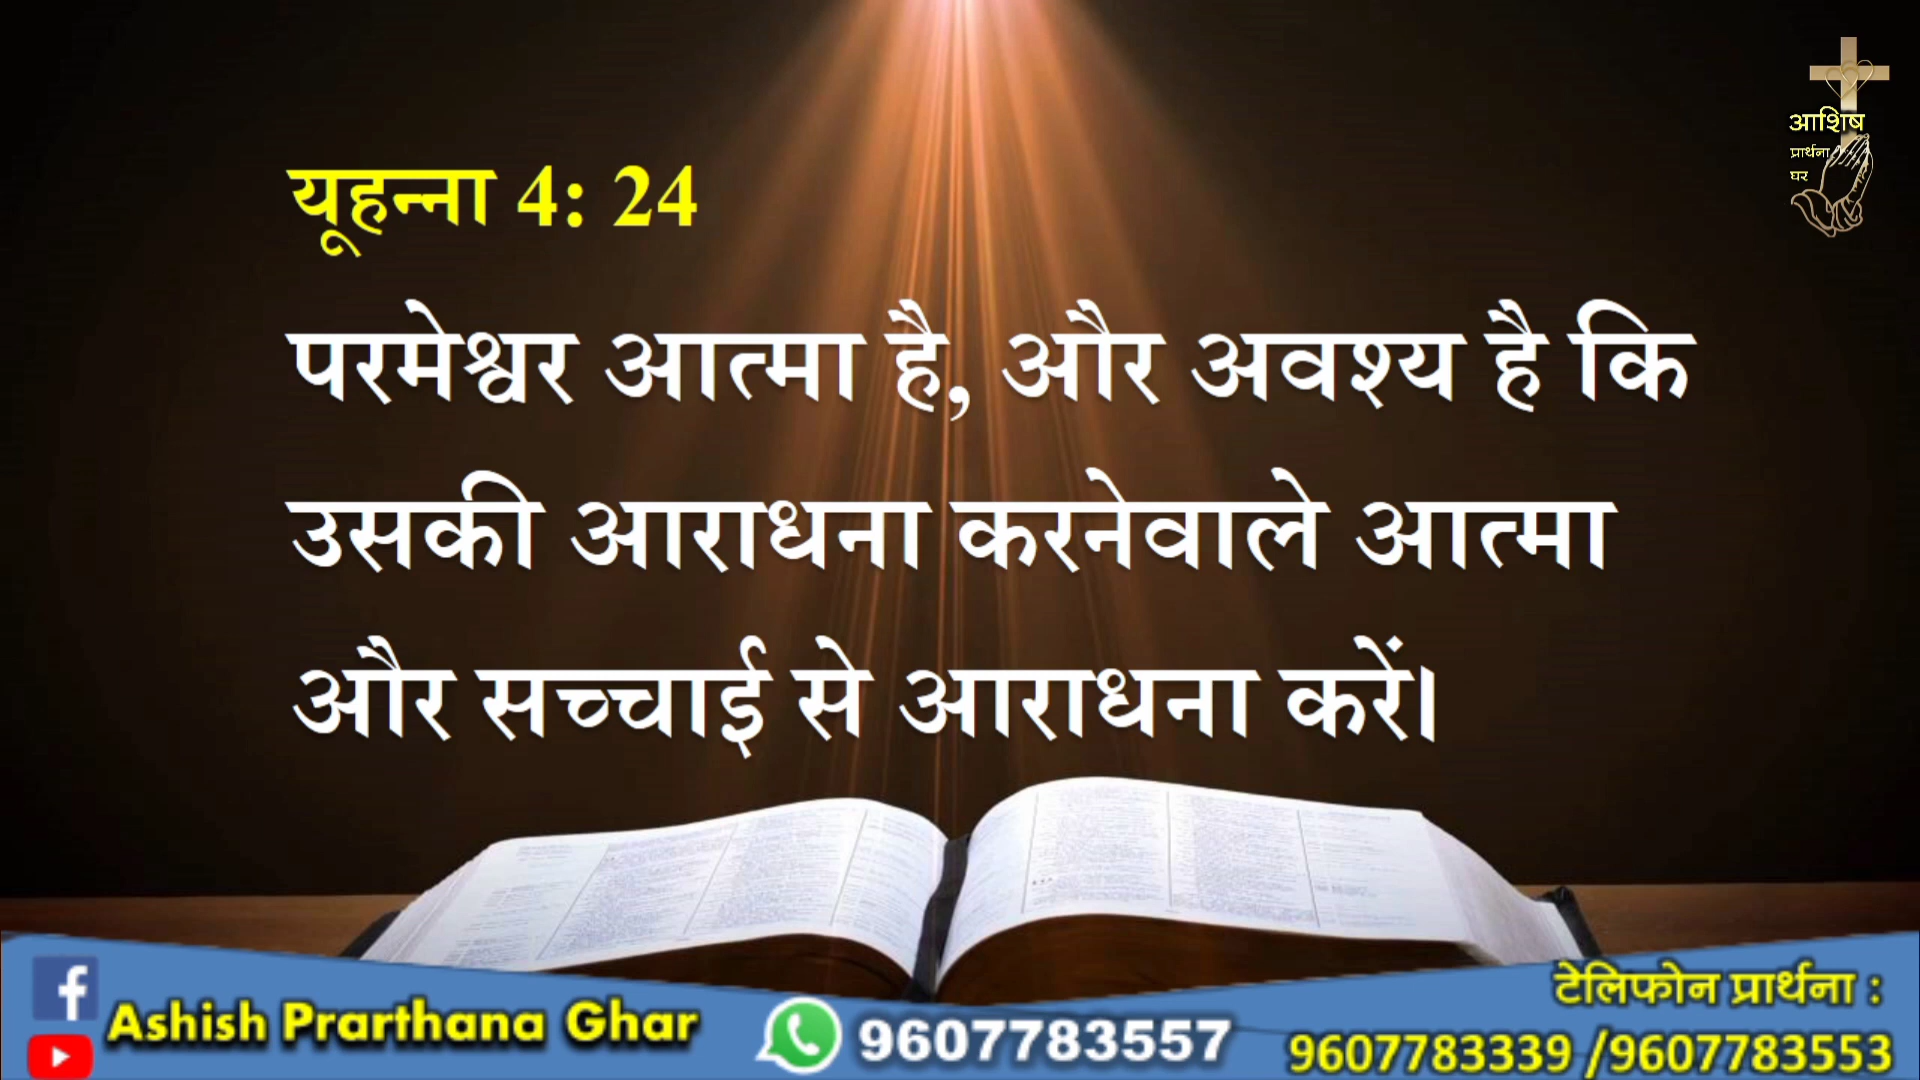 आशिष
प्रार्थना
घर
यूहन्ना 4: 24
परमेश्वर आत्मा है, और अवश्य है कि
उसकी आराधना करनेवाले आत्मा
और सच्चाई से आराधना करें।
Ashish Prarthana Ghar
9607783557
टेलिफोन प्रार्थना :
9607783339 /9607783553